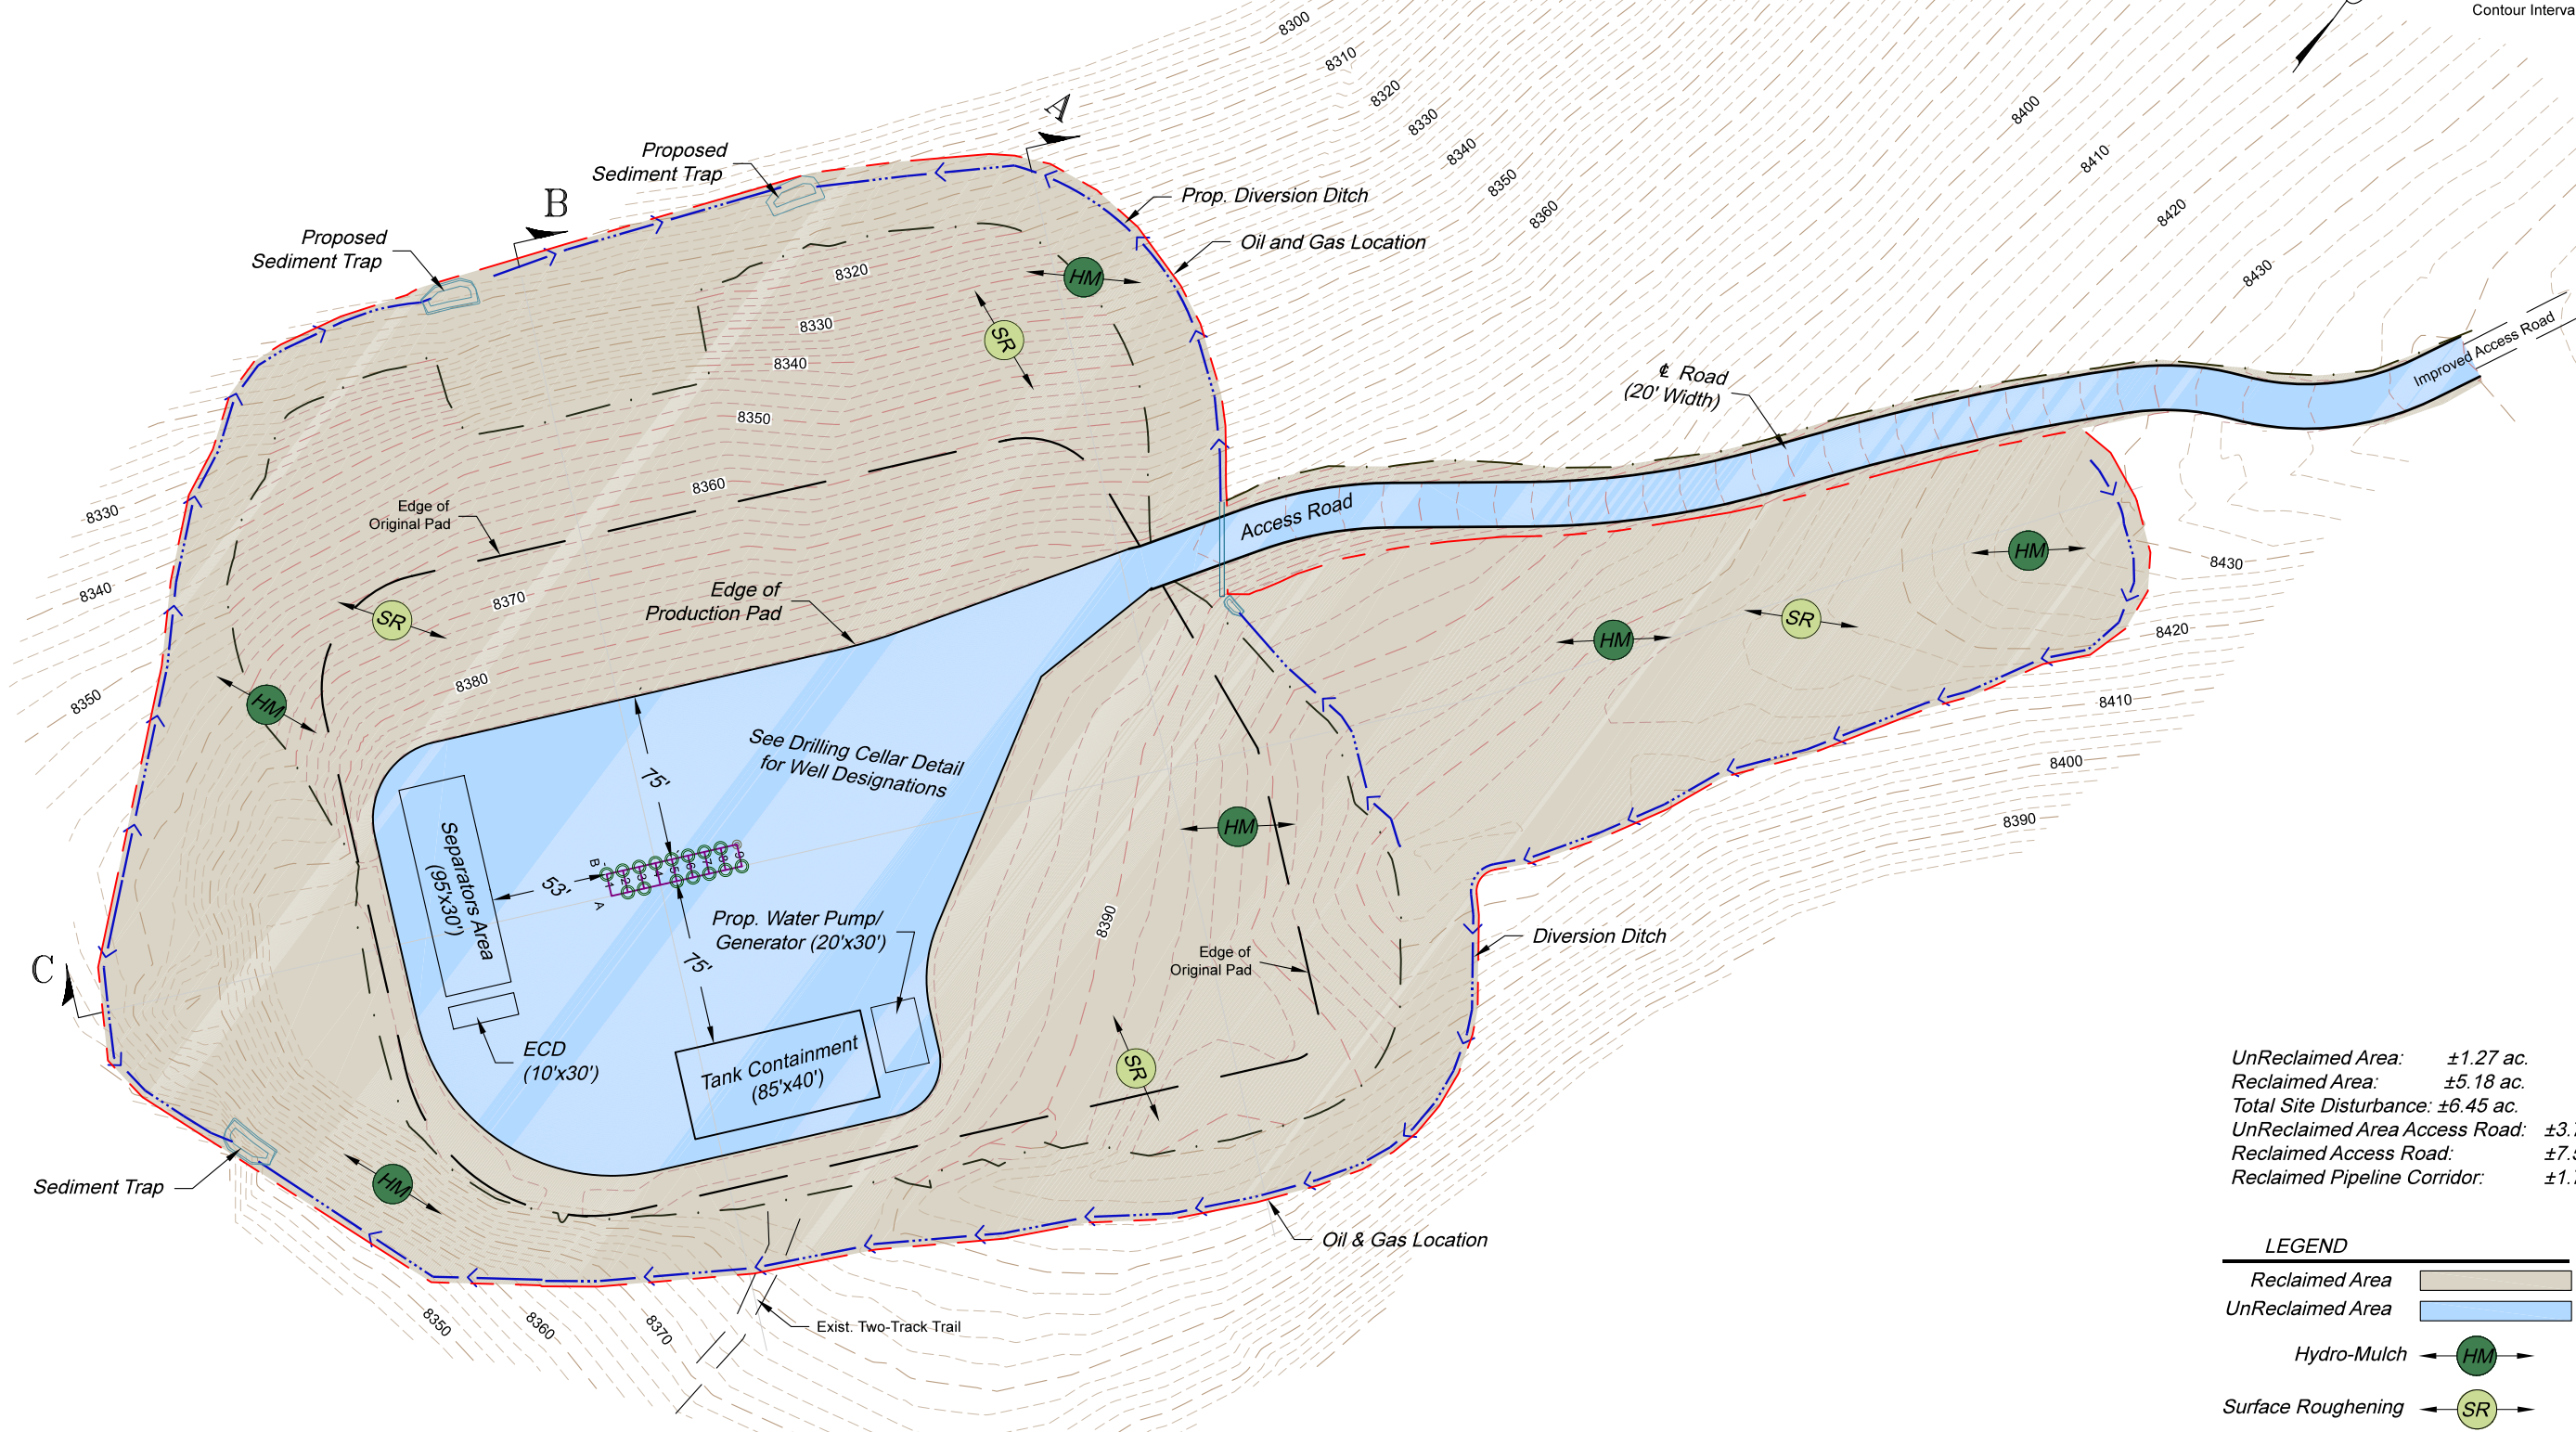 Contour Interva
8300
8310
8320
8330
8340
8350
8360
8400
8410
8420
8430
A
B
Proposed
Sediment Trap
Proposed
Sediment Trap
Prop. Diversion Ditch
Oil and Gas Location
HM
SR
8320
8330
8340
8350
8360
8370
8380
℄ Road
(20' Width)
Improved Access Road
Access Road
Edge of
Original Pad
Edge of
Production Pad
8330
8340
8350
SR
HM
HM
SR
HM
8430
8420
8410
8400
8390
See Drilling Cellar Detail
for Well Designations
75'
53'
75'
B
A
Separators Area
(95'x30')
Prop. Water Pump/
Generator (20'x30')
ECD
(10'x30')
Tank Containment
(85'x40')
HM
8390
Edge of
Original Pad
SR
Diversion Ditch
C
Sediment Trap
HM
Oil & Gas Location
Exist. Two-Track Trail
8350
8360
8370
UnReclaimed Area: ±1.27 ac.
Reclaimed Area: ±5.18 ac.
Total Site Disturbance: ±6.45 ac.
UnReclaimed Area Access Road: ±3.
Reclaimed Access Road: ±7.
Reclaimed Pipeline Corridor: ±1.
LEGEND
Reclaimed Area
UnReclaimed Area
Hydro-Mulch HM
Surface Roughening SR